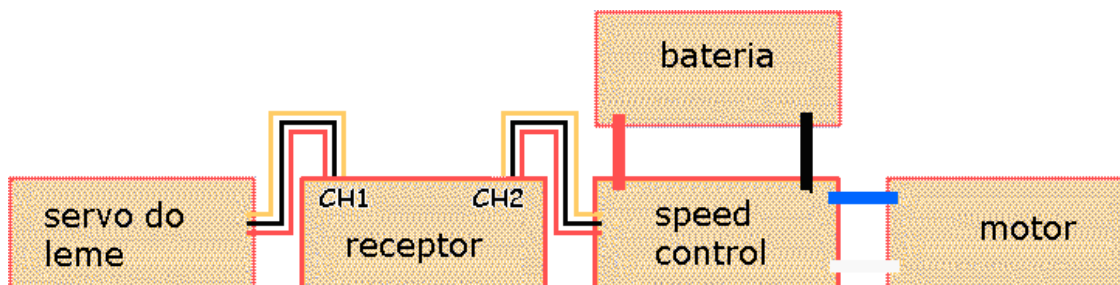 bateria
servo do
leme
CH1
CH2
receptor
speed
control
motor